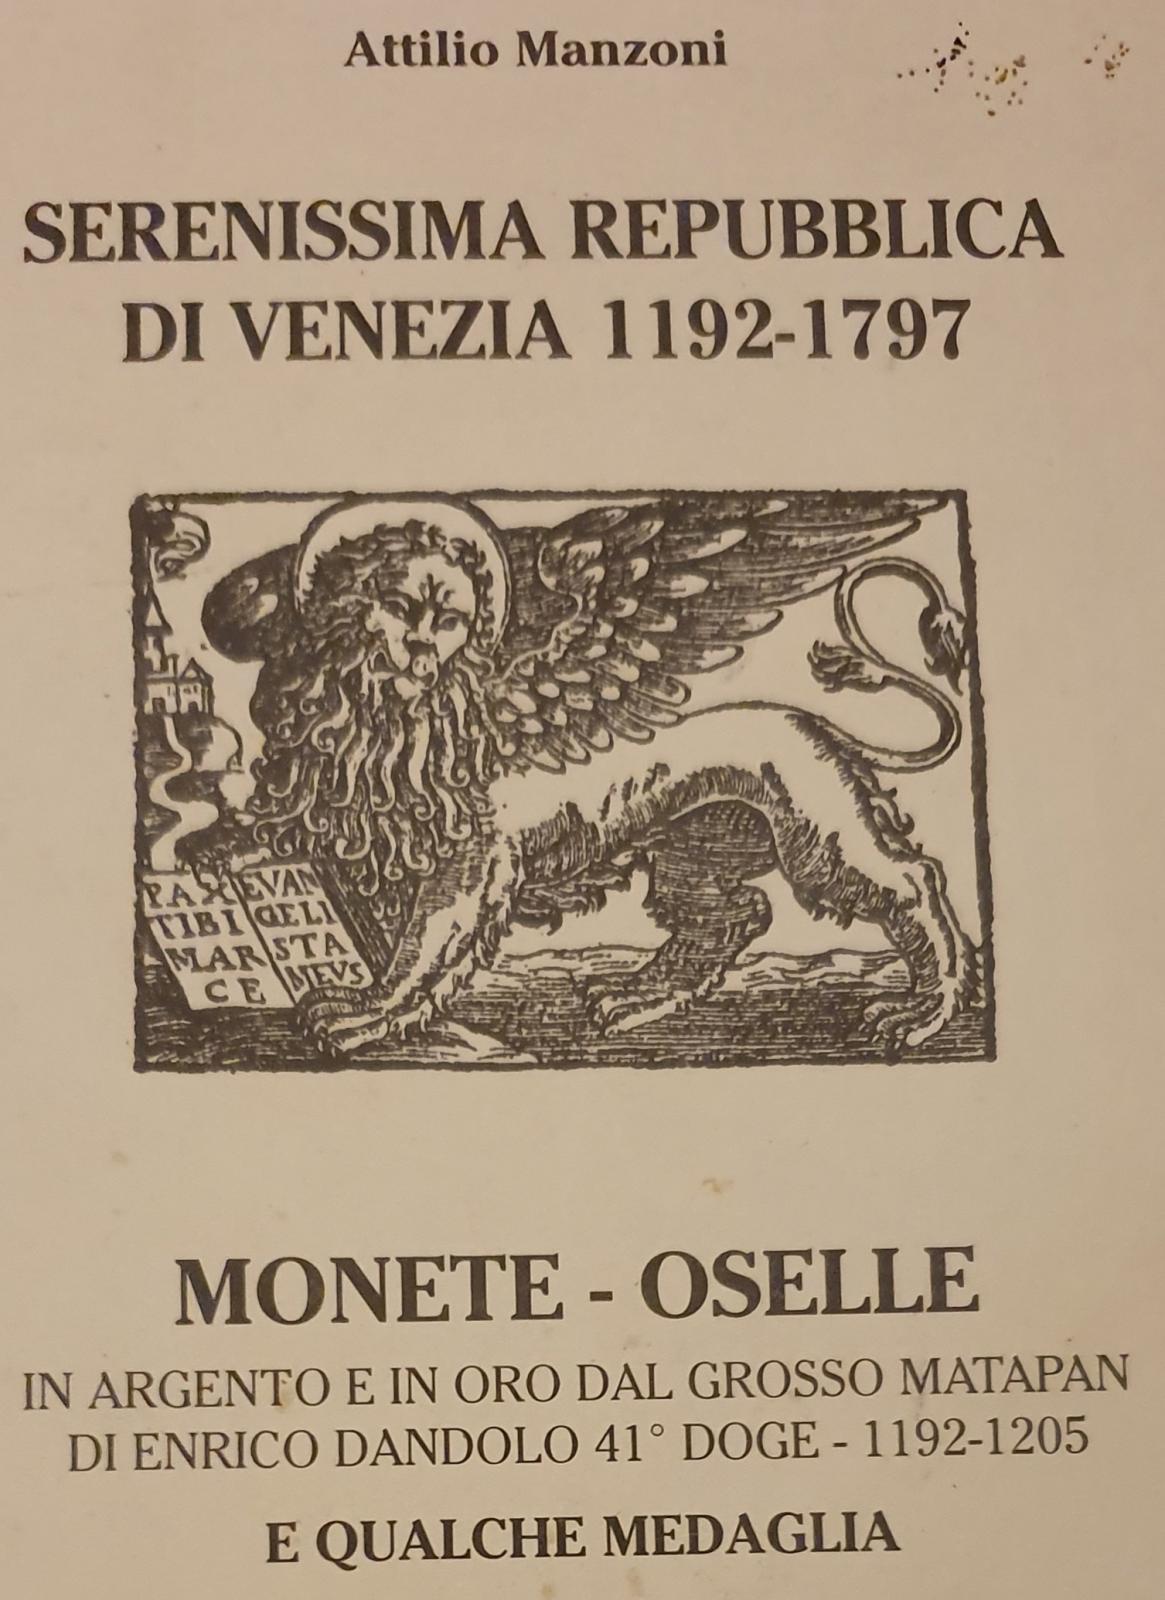 Attilio Manzoni
SERENISSIMA REPUBBLICA
DI VENEZIA 1192-1797
PAX
TIBI
MAR
CE
EVAN
GELI
STA
MEVS
MONETE - OSELLE
IN ARGENTO E IN ORO DAL GROSSO MATAPAN
DI ENRICO DANDOLO 41° DOGE - 1192-1205
E QUALCHE MEDAGLIA